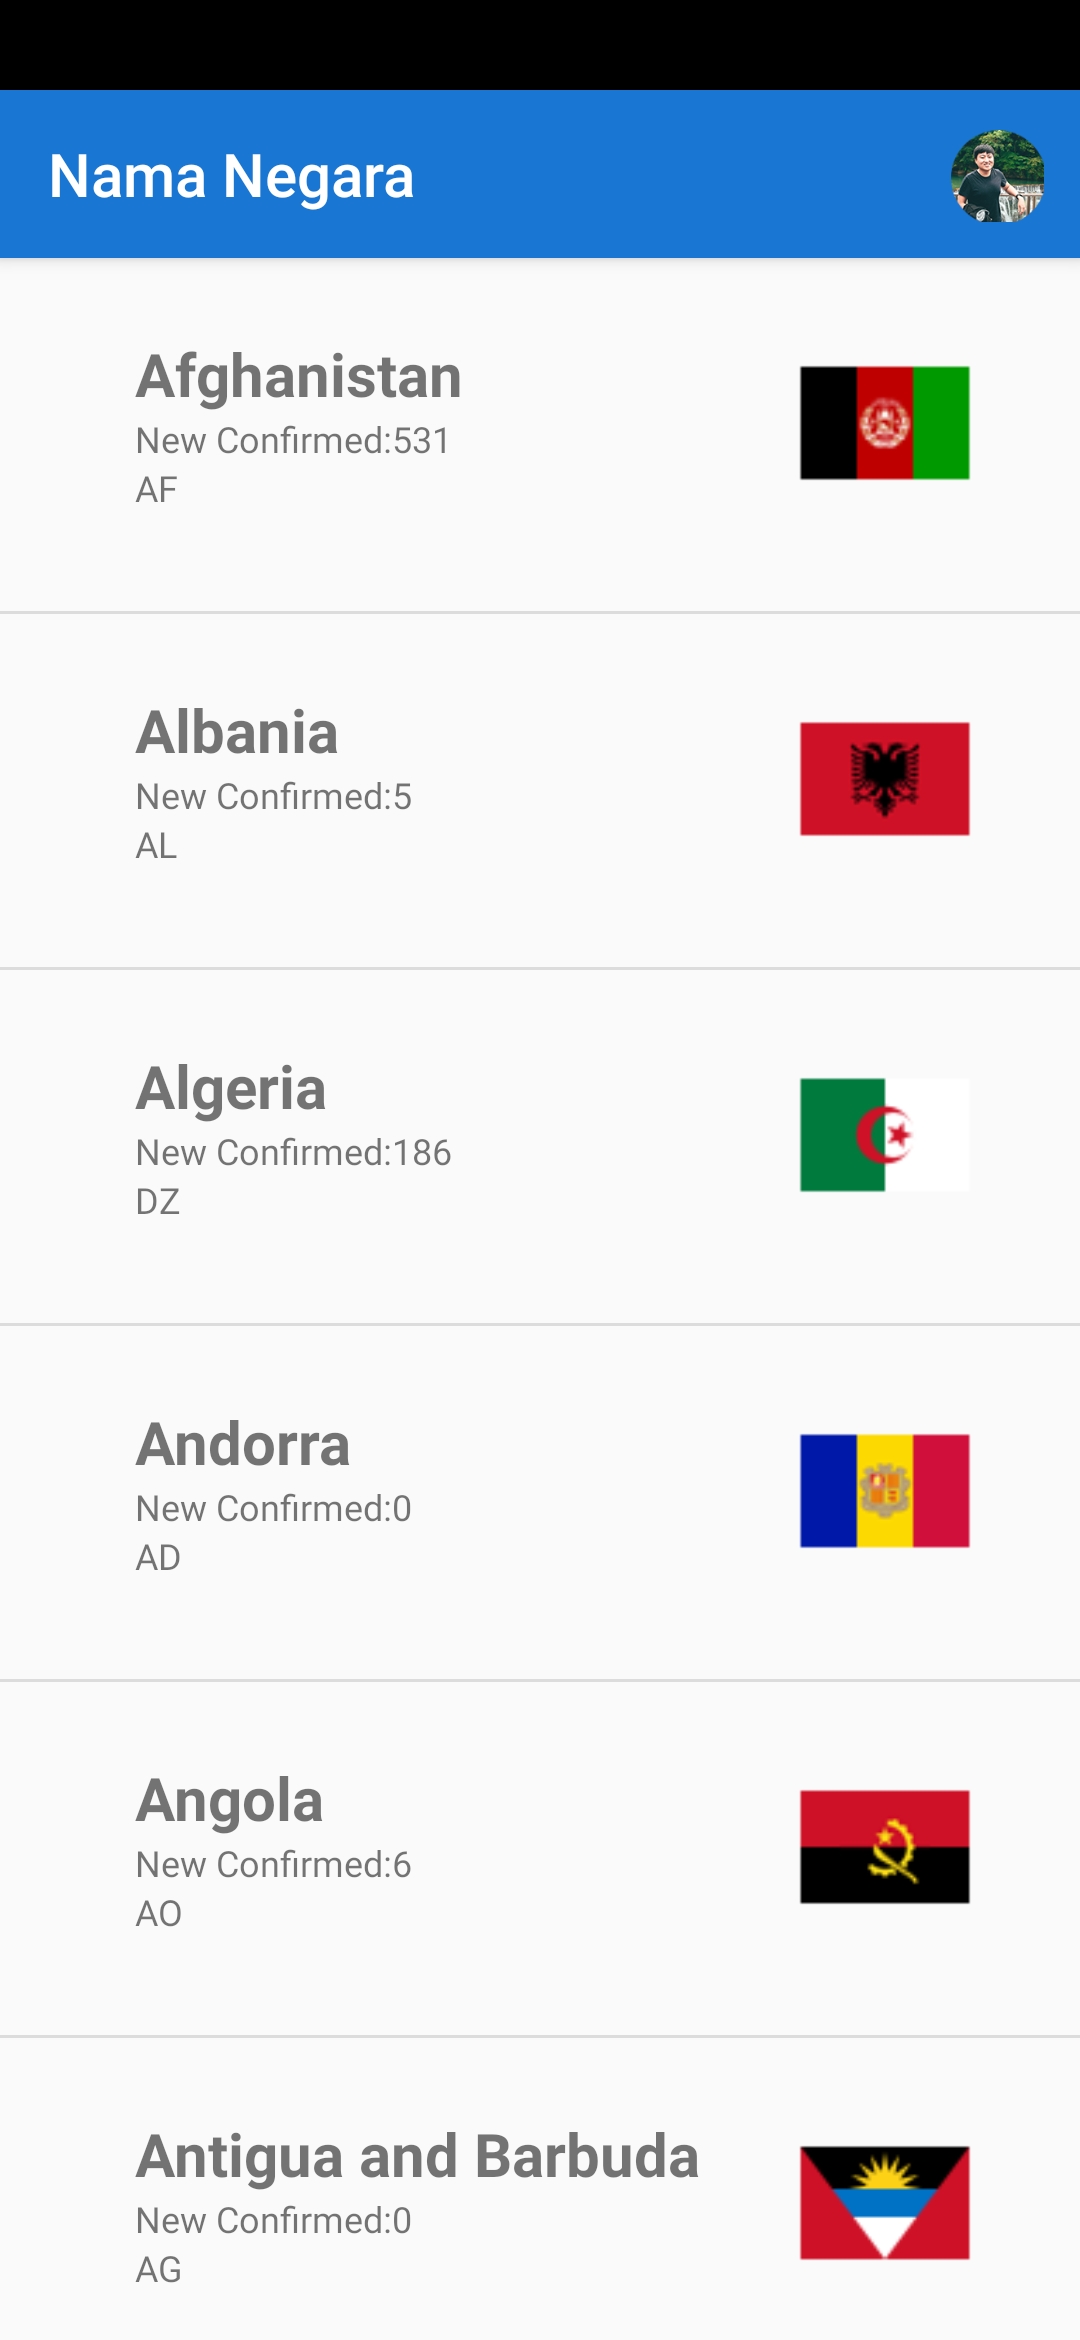 Nama Negara
Afghanistan
New Confirmed:531
AF
Albania
New Confirmed:5
AL
Algeria
New Confirmed:186
DZ
Andorra
New Confirmed:0
AD
Angola
New Confirmed:6
AO
Antigua and Barbuda
New Confirmed:0
AG